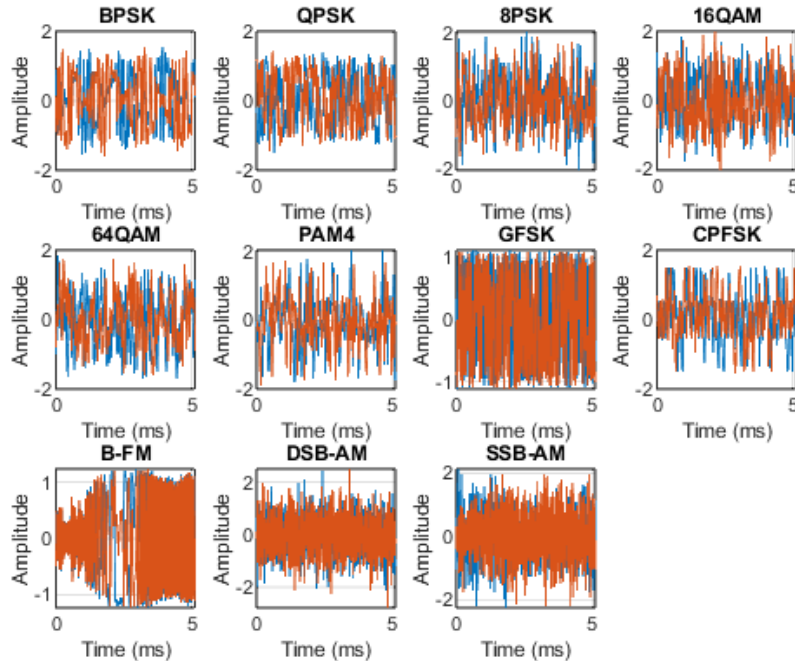 BPSK QPSK 8PSK 16QAM
2 2 2 2
Amplitude Amplitude Amplitude Amplitude
0 0 0 0
-2 -2 -2 -2
0 5 0 5 0 5 0 5
Time (ms) Time (ms) Time (ms) Time (ms)
64QAM PAM4 GFSK CPFSK
2 2 1 2
Amplitude Amplitude Amplitude Amplitude
0 0 0 0
-2 -2 -1 -2
0 5 0 5 0 5 0 5
Time (ms) Time (ms) Time (ms) Time (ms)
B-FM DSB-AM SSB-AM
1 2 2
Amplitude Amplitude Amplitude
0 0 0
-1 -2 -2
0 5 0 5 0 5
Time (ms) Time (ms) Time (ms)